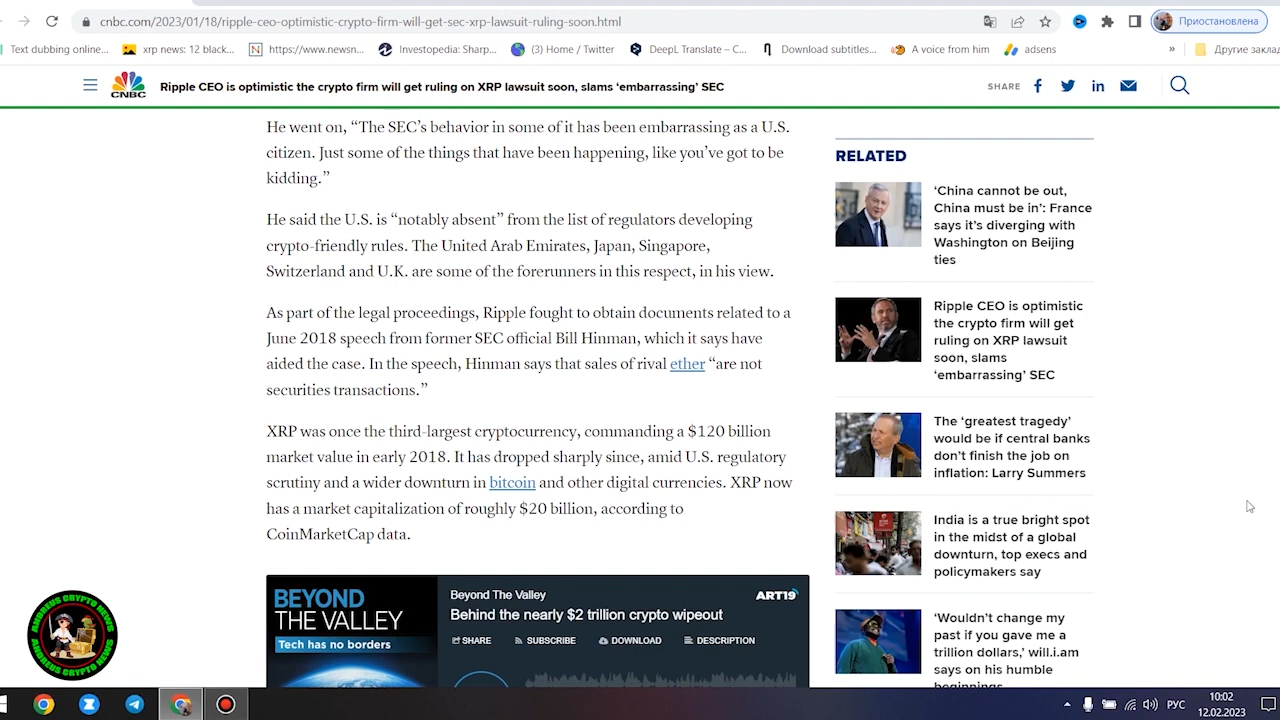 cnbc.com/2023/01/18/ripple-ceo-optimistic-crypto-firm-will-get-sec-xrp-lawsuit-ruling-soon.html
Приостановлена
Text dubbing online...
xrp news: 12 black...
https://www.newsn...
Investopedia: Sharp...
(3) Home / Twitter
DeepL Translate – C...
Download subtitles...
A voice from him
adsens
»
Другие заклад
CNBC
Ripple CEO is optimistic the crypto firm will get ruling on XRP lawsuit soon, slams ‘embarrassing’ SEC
SHARE
He went on, “The SEC’s behavior in some of it has been embarrassing as a U.S.
citizen. Just some of the things that have been happening, like you’ve got to be
kidding.”
He said the U.S. is “notably absent” from the list of regulators developing
crypto-friendly rules. The United Arab Emirates, Japan, Singapore,
Switzerland and U.K. are some of the forerunners in this respect, in his view.
As part of the legal proceedings, Ripple fought to obtain documents related to a
June 2018 speech from former SEC official Bill Hinman, which it says have
aided the case. In the speech, Hinman says that sales of rival ether “are not
securities transactions.”
XRP was once the third-largest cryptocurrency, commanding a $120 billion
market value in early 2018. It has dropped sharply since, amid U.S. regulatory
scrutiny and a wider downturn in bitcoin and other digital currencies. XRP now
has a market capitalization of roughly $20 billion, according to
CoinMarketCap data.
BEYOND
THE VALLEY
Tech has no borders
Beyond The Valley
ART19
Behind the nearly $2 trillion crypto wipeout
SHARE
SUBSCRIBE
DOWNLOAD
DESCRIPTION
RELATED
‘China cannot be out,
China must be in’: France
says it’s diverging with
Washington on Beijing
ties
Ripple CEO is optimistic
the crypto firm will get
ruling on XRP lawsuit
soon, slams
‘embarrassing’ SEC
The ‘greatest tragedy’
would be if central banks
don’t finish the job on
inflation: Larry Summers
India is a true bright spot
in the midst of a global
downturn, top execs and
policymakers say
‘Wouldn’t change my
past if you gave me a
trillion dollars,’ will.i.am
says on his humble
beginnings
ANDREUS CRYPTO NEWS
ANDREUS CRYPTO NEWS
РУС
10:02
12.02.2023